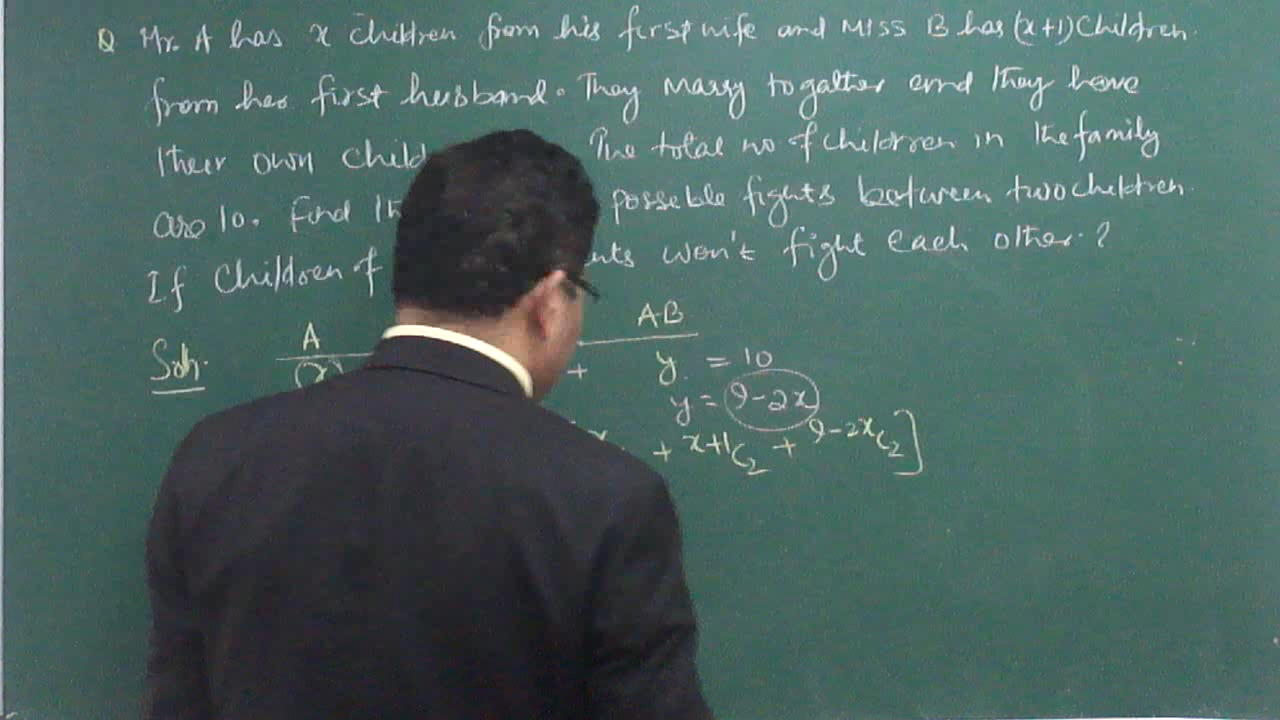 Q Mr. A has x children from his first wife and Miss B has (x+1) Children.
from her first husband. They marry togather and they have
their own child The total no of children in the family
are 10. Find possible fights between two children.
If Children of won't fight each other.?
A AB
Soln. (x) + y = 10
y = 9-2x
+ x+1C2 + 9-2xC2]